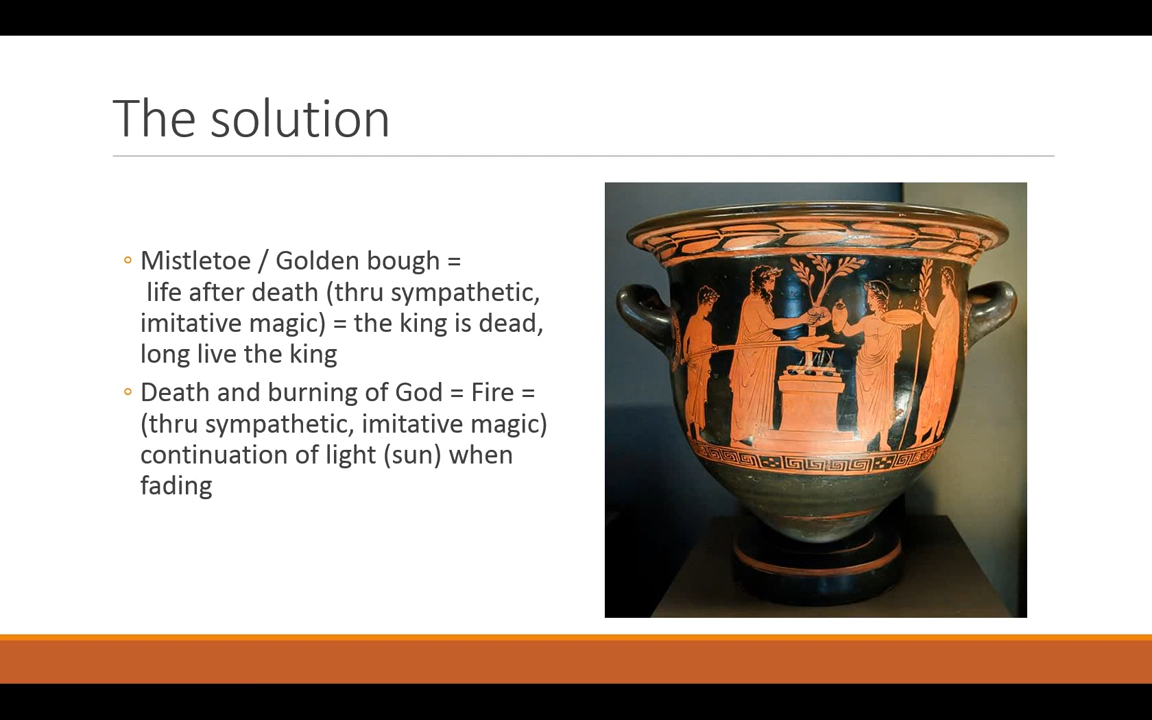 The solution
Mistletoe / Golden bough =
life after death (thru sympathetic,
imitative magic) = the king is dead,
long live the king
Death and burning of God = Fire =
(thru sympathetic, imitative magic)
continuation of light (sun) when
fading